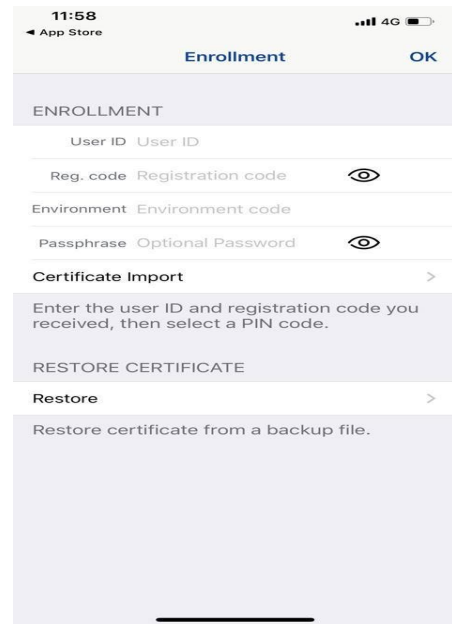 11:58
4G
◄ App Store
Enrollment OK
ENROLLMENT
User ID User ID
Reg. code Registration code
Environment Environment code
Passphrase Optional Password
Certificate Import >
Enter the user ID and registration code you
received, then select a PIN code.
RESTORE CERTIFICATE
Restore >
Restore certificate from a backup file.